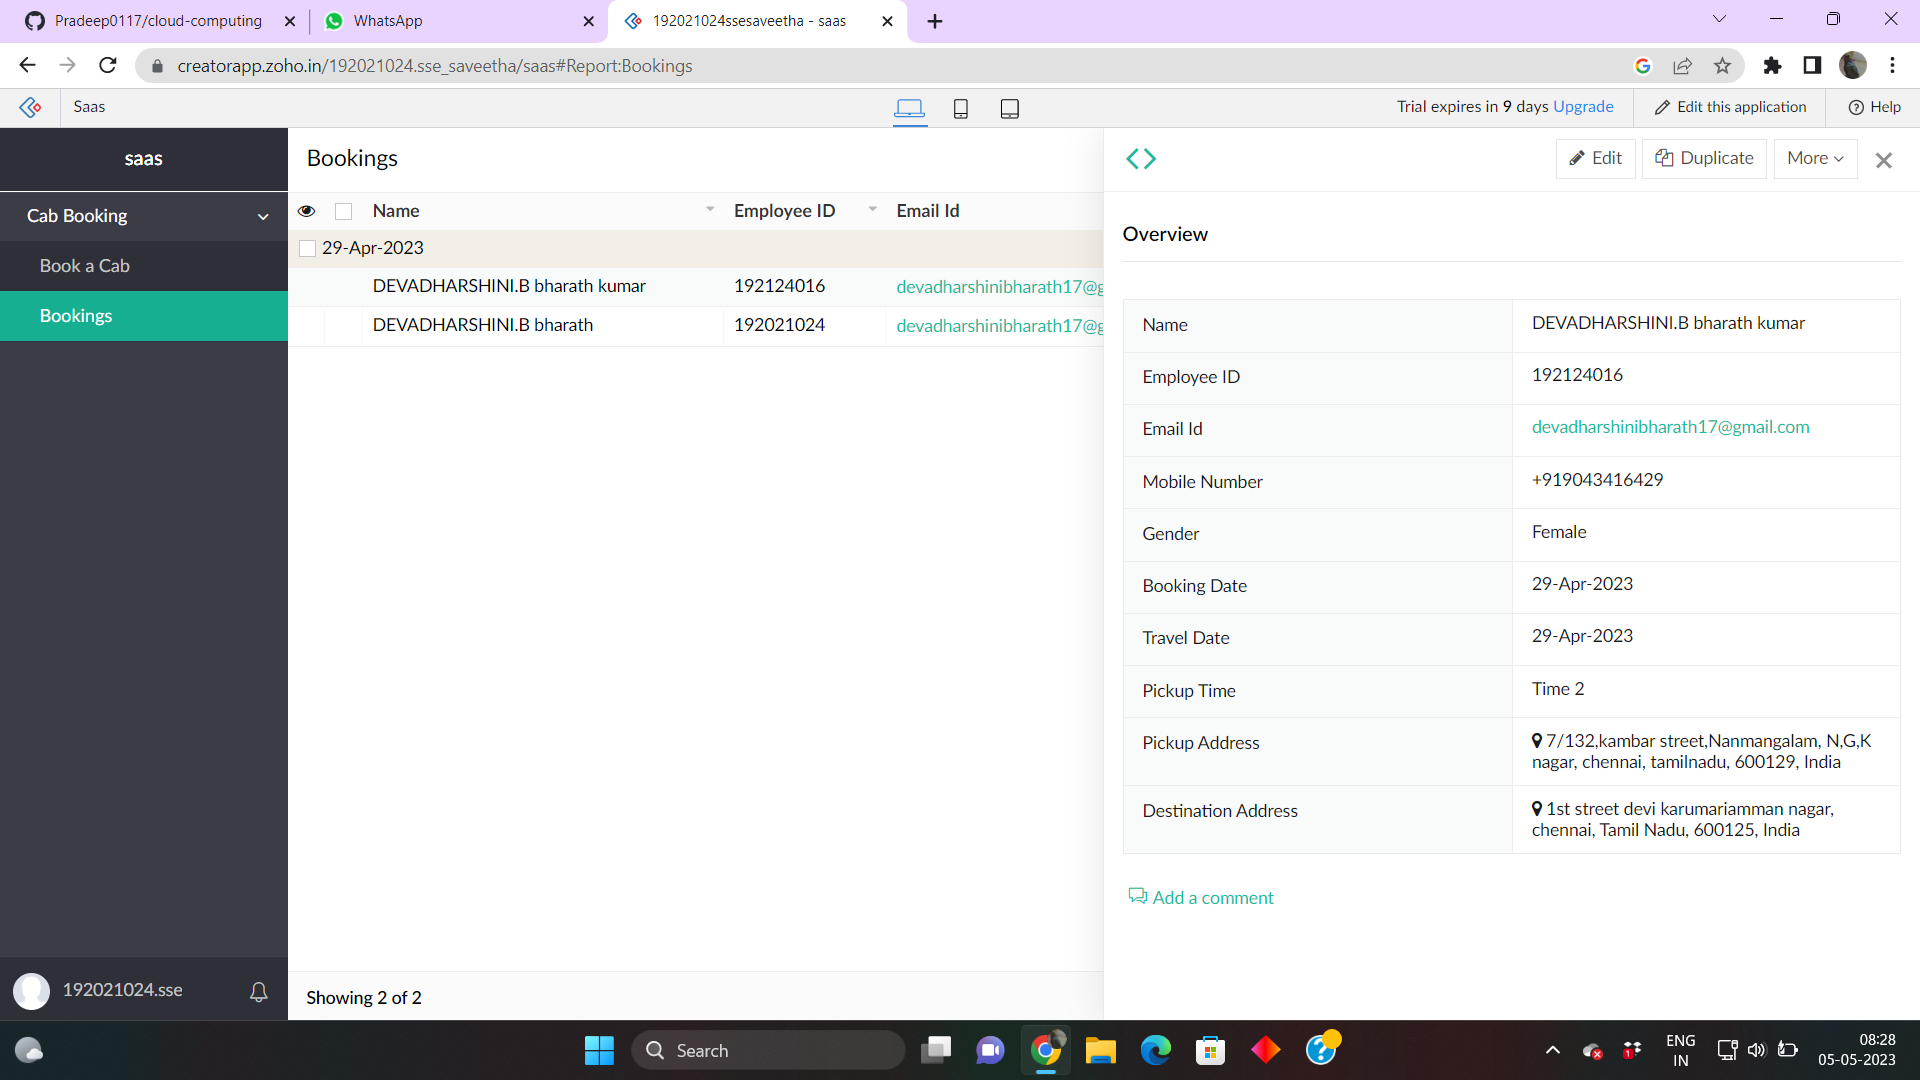 Pradeep0117/cloud-computing
WhatsApp
192021024ssesaveetha - saas
creatorapp.zoho.in/192021024.sse_saveetha/saas#Report:Bookings
Saas
Trial expires in 9 days Upgrade
Edit this application
Help
saas
Cab Booking
Book a Cab
Bookings
192021024.sse
Bookings
Name Employee ID Email Id
29-Apr-2023
DEVADHARSHINI.B bharath kumar 192124016 devadharshinibharath17@g
DEVADHARSHINI.B bharath 192021024 devadharshinibharath17@g
Showing 2 of 2
Edit Duplicate More
Overview
Name DEVADHARSHINI.B bharath kumar
Employee ID 192124016
Email Id devadharshinibharath17@gmail.com
Mobile Number +919043416429
Gender Female
Booking Date 29-Apr-2023
Travel Date 29-Apr-2023
Pickup Time Time 2
Pickup Address 7/132,kambar street,Nanmangalam, N,G,K
nagar, chennai, tamilnadu, 600129, India
Destination Address 1st street devi karumariamman nagar,
chennai, Tamil Nadu, 600125, India
Add a comment
Search
1
ENG
IN
08:28
05-05-2023